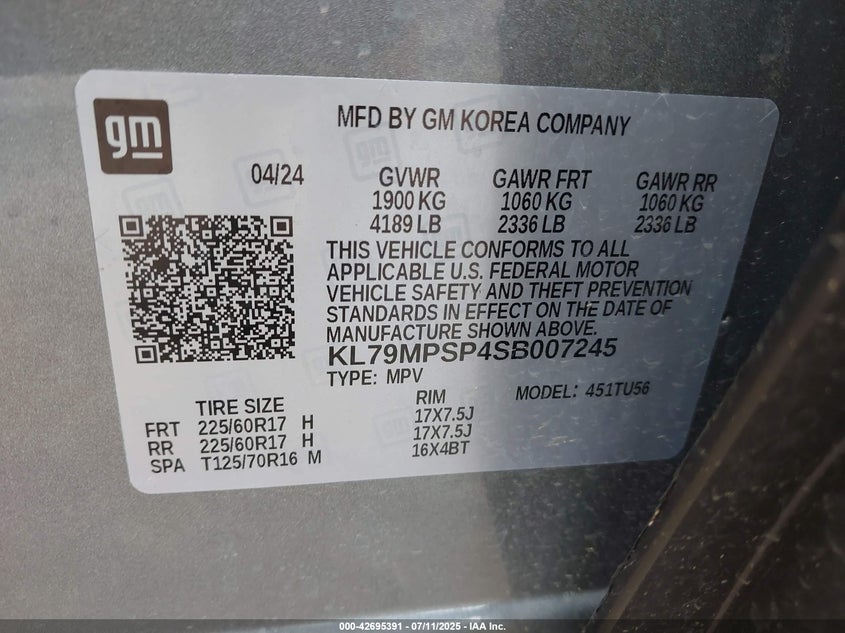 gm
MFD BY GM KOREA COMPANY
04/24
GVWR GAWR FRT GAWR RR
1900 KG 1060 KG 1060 KG
4189 LB 2336 LB 2336 LB
THIS VEHICLE CONFORMS TO ALL
APPLICABLE U.S. FEDERAL MOTOR
VEHICLE SAFETY AND THEFT PREVENTION
STANDARDS IN EFFECT ON THE DATE OF
MANUFACTURE SHOWN ABOVE.
KL79MPSP4SB007245
TYPE: MPV MODEL: 451TU56
TIRE SIZE RIM
FRT 225/60R17 H 17X7.5J
RR 225/60R17 H 17X7.5J
SPA T125/70R16 M 16X4BT
000-42695391 - 07/11/2025 - IAA Inc.